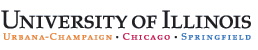 UNIVERSITY OF ILLINOIS
URBANA-CHAMPAIGN • CHICAGO • SPRINGFIELD